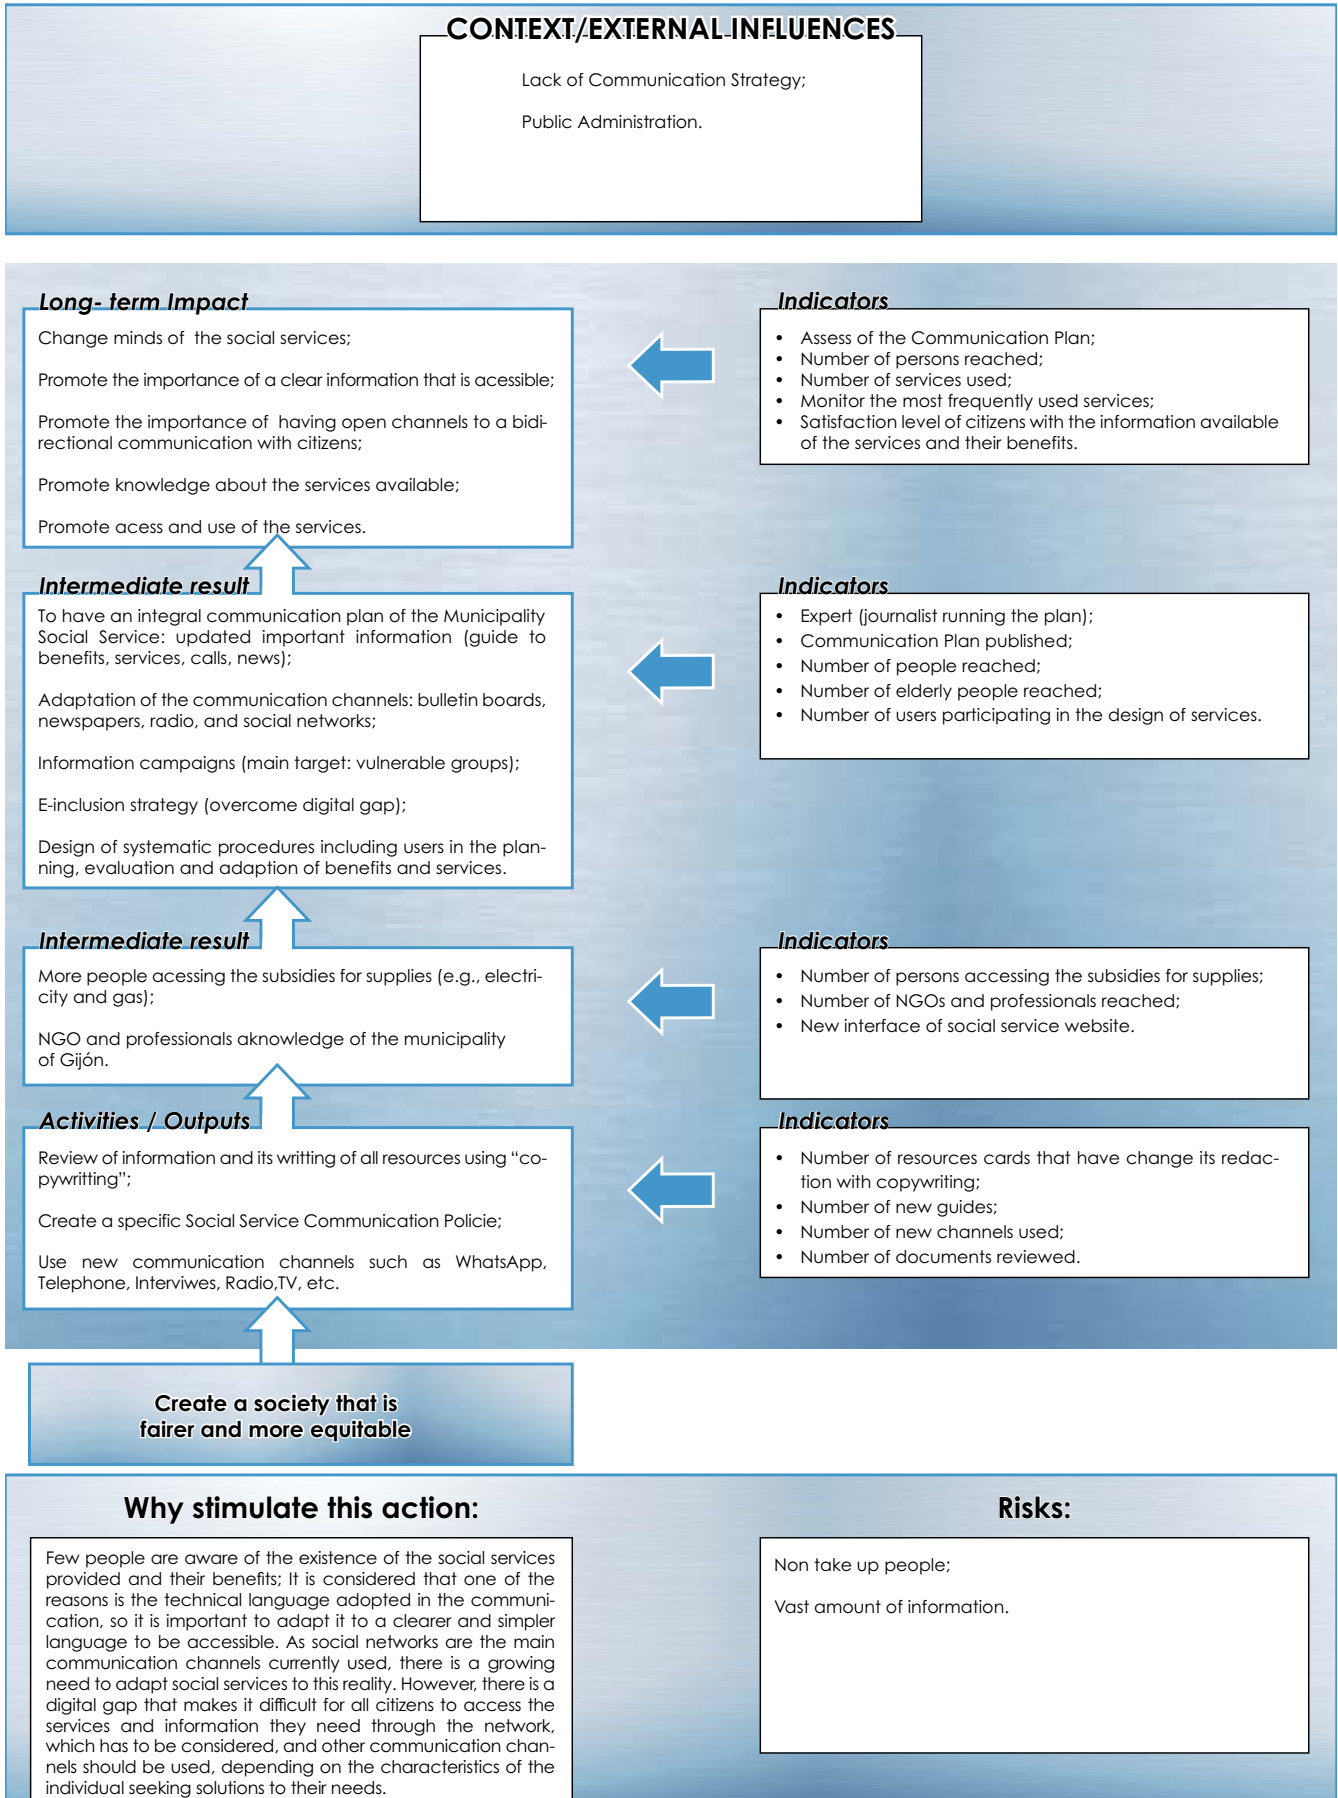 CONTEXT/EXTERNAL INFLUENCES
Lack of Communication Strategy;
Public Administration.
Long- term Impact
Change minds of  the social services;
Promote the importance of a clear information that is acessible;
Promote the importance of  having open channels to a bidi-
rectional communication with citizens;
Promote knowledge about the services available;
Promote acess and use of the services.
Indicators
• Assess of the Communication Plan;
• Number of persons reached;
• Number of services used;
• Monitor the most frequently used services;
• Satisfaction level of citizens with the information available
of the services and their benefits.
Intermediate result
To have an integral communication plan of the Municipality
Social Service: updated important information (guide to
benefits, services, calls, news);
Adaptation of the communication channels: bulletin boards,
newspapers, radio, and social networks;
Information campaigns (main target: vulnerable groups);
E-inclusion strategy (overcome digital gap);
Design of systematic procedures including users in the plan-
ning, evaluation and adaption of benefits and services.
Indicators
• Expert (journalist running the plan);
• Communication Plan published;
• Number of people reached;
• Number of elderly people reached;
• Number of users participating in the design of services.
Intermediate result
More people acessing the subsidies for supplies (e.g., electri-
city and gas);
NGO and professionals aknowledge of the municipality
of Gijón.
Indicators
• Number of persons accessing the subsidies for supplies;
• Number of NGOs and professionals reached;
• New interface of social service website.
Activities / Outputs
Review of information and its writting of all resources using “co-
pywritting”;
Create a specific Social Service Communication Policie;
Use new communication channels such as WhatsApp,
Telephone, Interviwes, Radio,TV, etc.
Indicators
• Number of resources cards that have change its redac-
tion with copywriting;
• Number of new guides;
• Number of new channels used;
• Number of documents reviewed.
Create a society that is
fairer and more equitable
Why stimulate this action:
Few people are aware of the existence of the social services
provided and their benefits; It is considered that one of the
reasons is the technical language adopted in the communi-
cation, so it is important to adapt it to a clearer and simpler
language to be accessible. As social networks are the main
communication channels currently used, there is a growing
need to adapt social services to this reality. However, there is a
digital gap that makes it difficult for all citizens to access the
services and information they need through the network,
which has to be considered, and other communication chan-
nels should be used, depending on the characteristics of the
individual seeking solutions to their needs.
Risks:
Non take up people;
Vast amount of information.